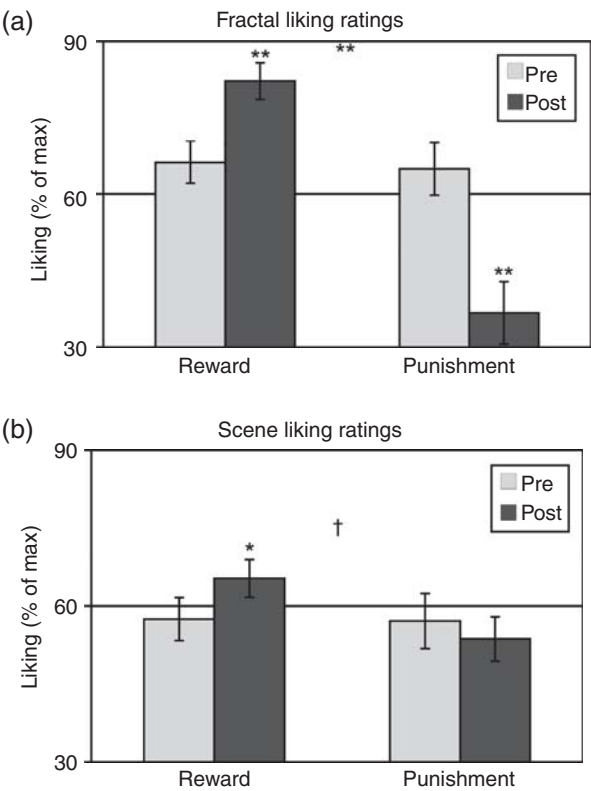 (a)
Fractal liking ratings
Liking (% of max)
90
60
30
**
**
**
Pre
Post
Reward
Punishment
(b)
Scene liking ratings
Liking (% of max)
90
60
30
*
†
Pre
Post
Reward
Punishment